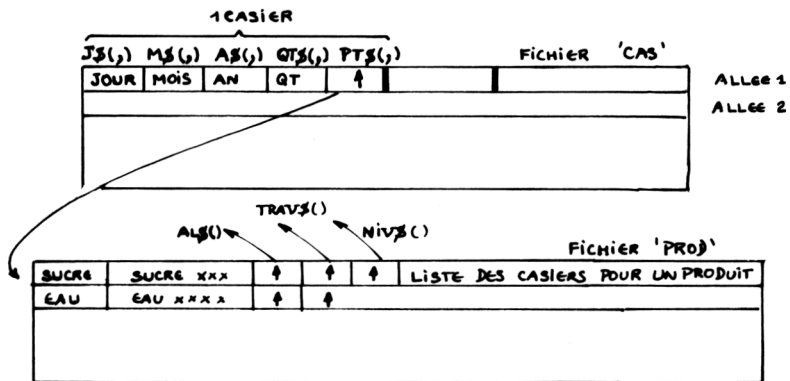 1 CASIER
J$(,) M$(,) A$(,) QT$(,) PT$(,) FICHIER 'CAS'
JOUR MOIS AN QT ↑ ALLEE 1
ALLEE 2
TRAV$()
AL$() NIV$()
FICHIER 'PROD'
SUCRE SUCRE xxx ↑ ↑ ↑ LISTE DES CASIERS POUR UN PRODUIT
EAU EAU xxxx ↑ ↑